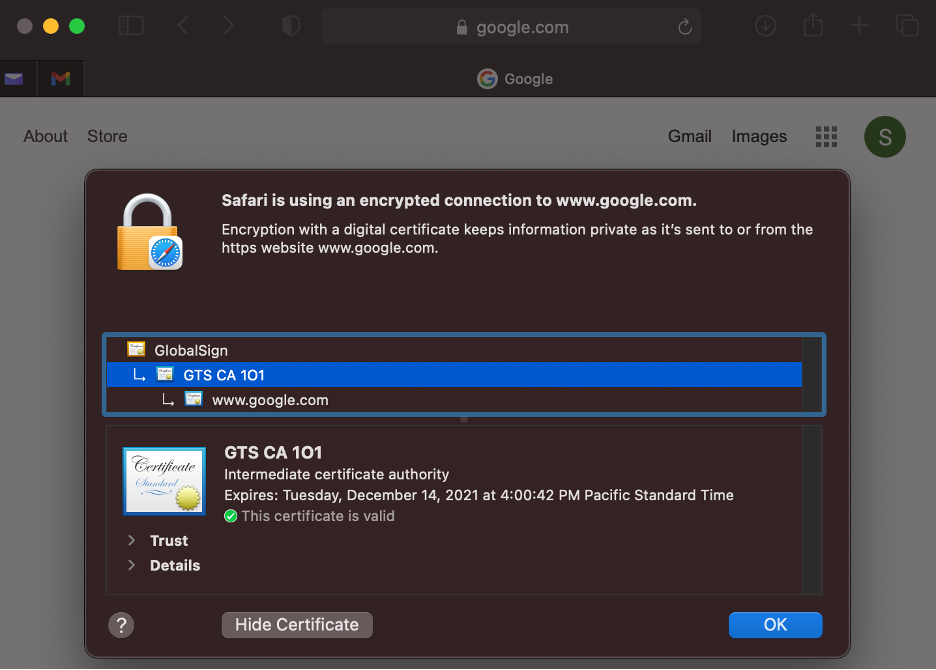 google.com
Google
About Store
Gmail Images
S
Safari is using an encrypted connection to www.google.com.
Encryption with a digital certificate keeps information private as it’s sent to or from the
https website www.google.com.
GlobalSign
GTS CA 1O1
www.google.com
Certificate
Standard
GTS CA 1O1
Intermediate certificate authority
Expires: Tuesday, December 14, 2021 at 4:00:42 PM Pacific Standard Time
This certificate is valid
Trust
Details
?
Hide Certificate
OK